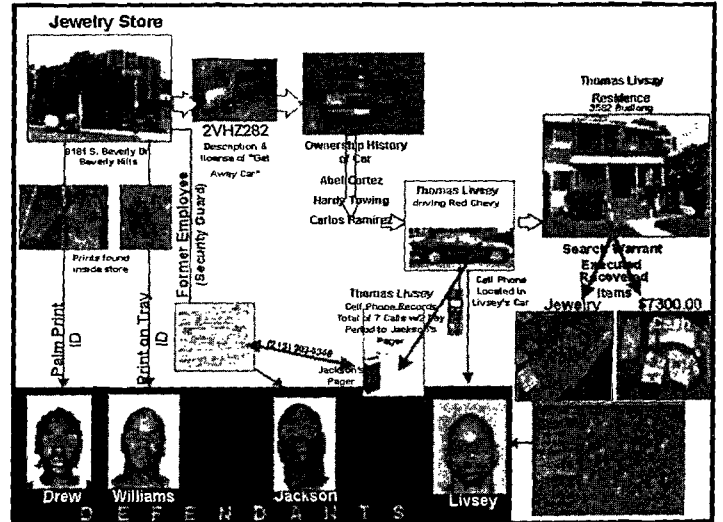 Jewelry Store
9181 S. Beverly Dr.
Beverly Hills
2VHZ282
Description &
license of "Get
Away Car"
Ownership History
of Car
Abel Cortez
Hardy Towing
Carlos Ramirez
Thomas Livsay
Residence
Thomas Livsay
driving Red Chevy
Prints found
inside store
Former Employee
(Security Guard)
Palm Print
ID
Print on Tray
ID
Thomas Livsey
Cell Phone Records
Total of 7 Calls
Period to Jackson's
Pager
Jackson's
Pager
Cell Phone
Located in
Livsey's Car
Search Warrant
Executed
Recovered
Items
Jewelry
$7300.00
Drew
Williams
Jackson
Livsey
DEFENDANTS